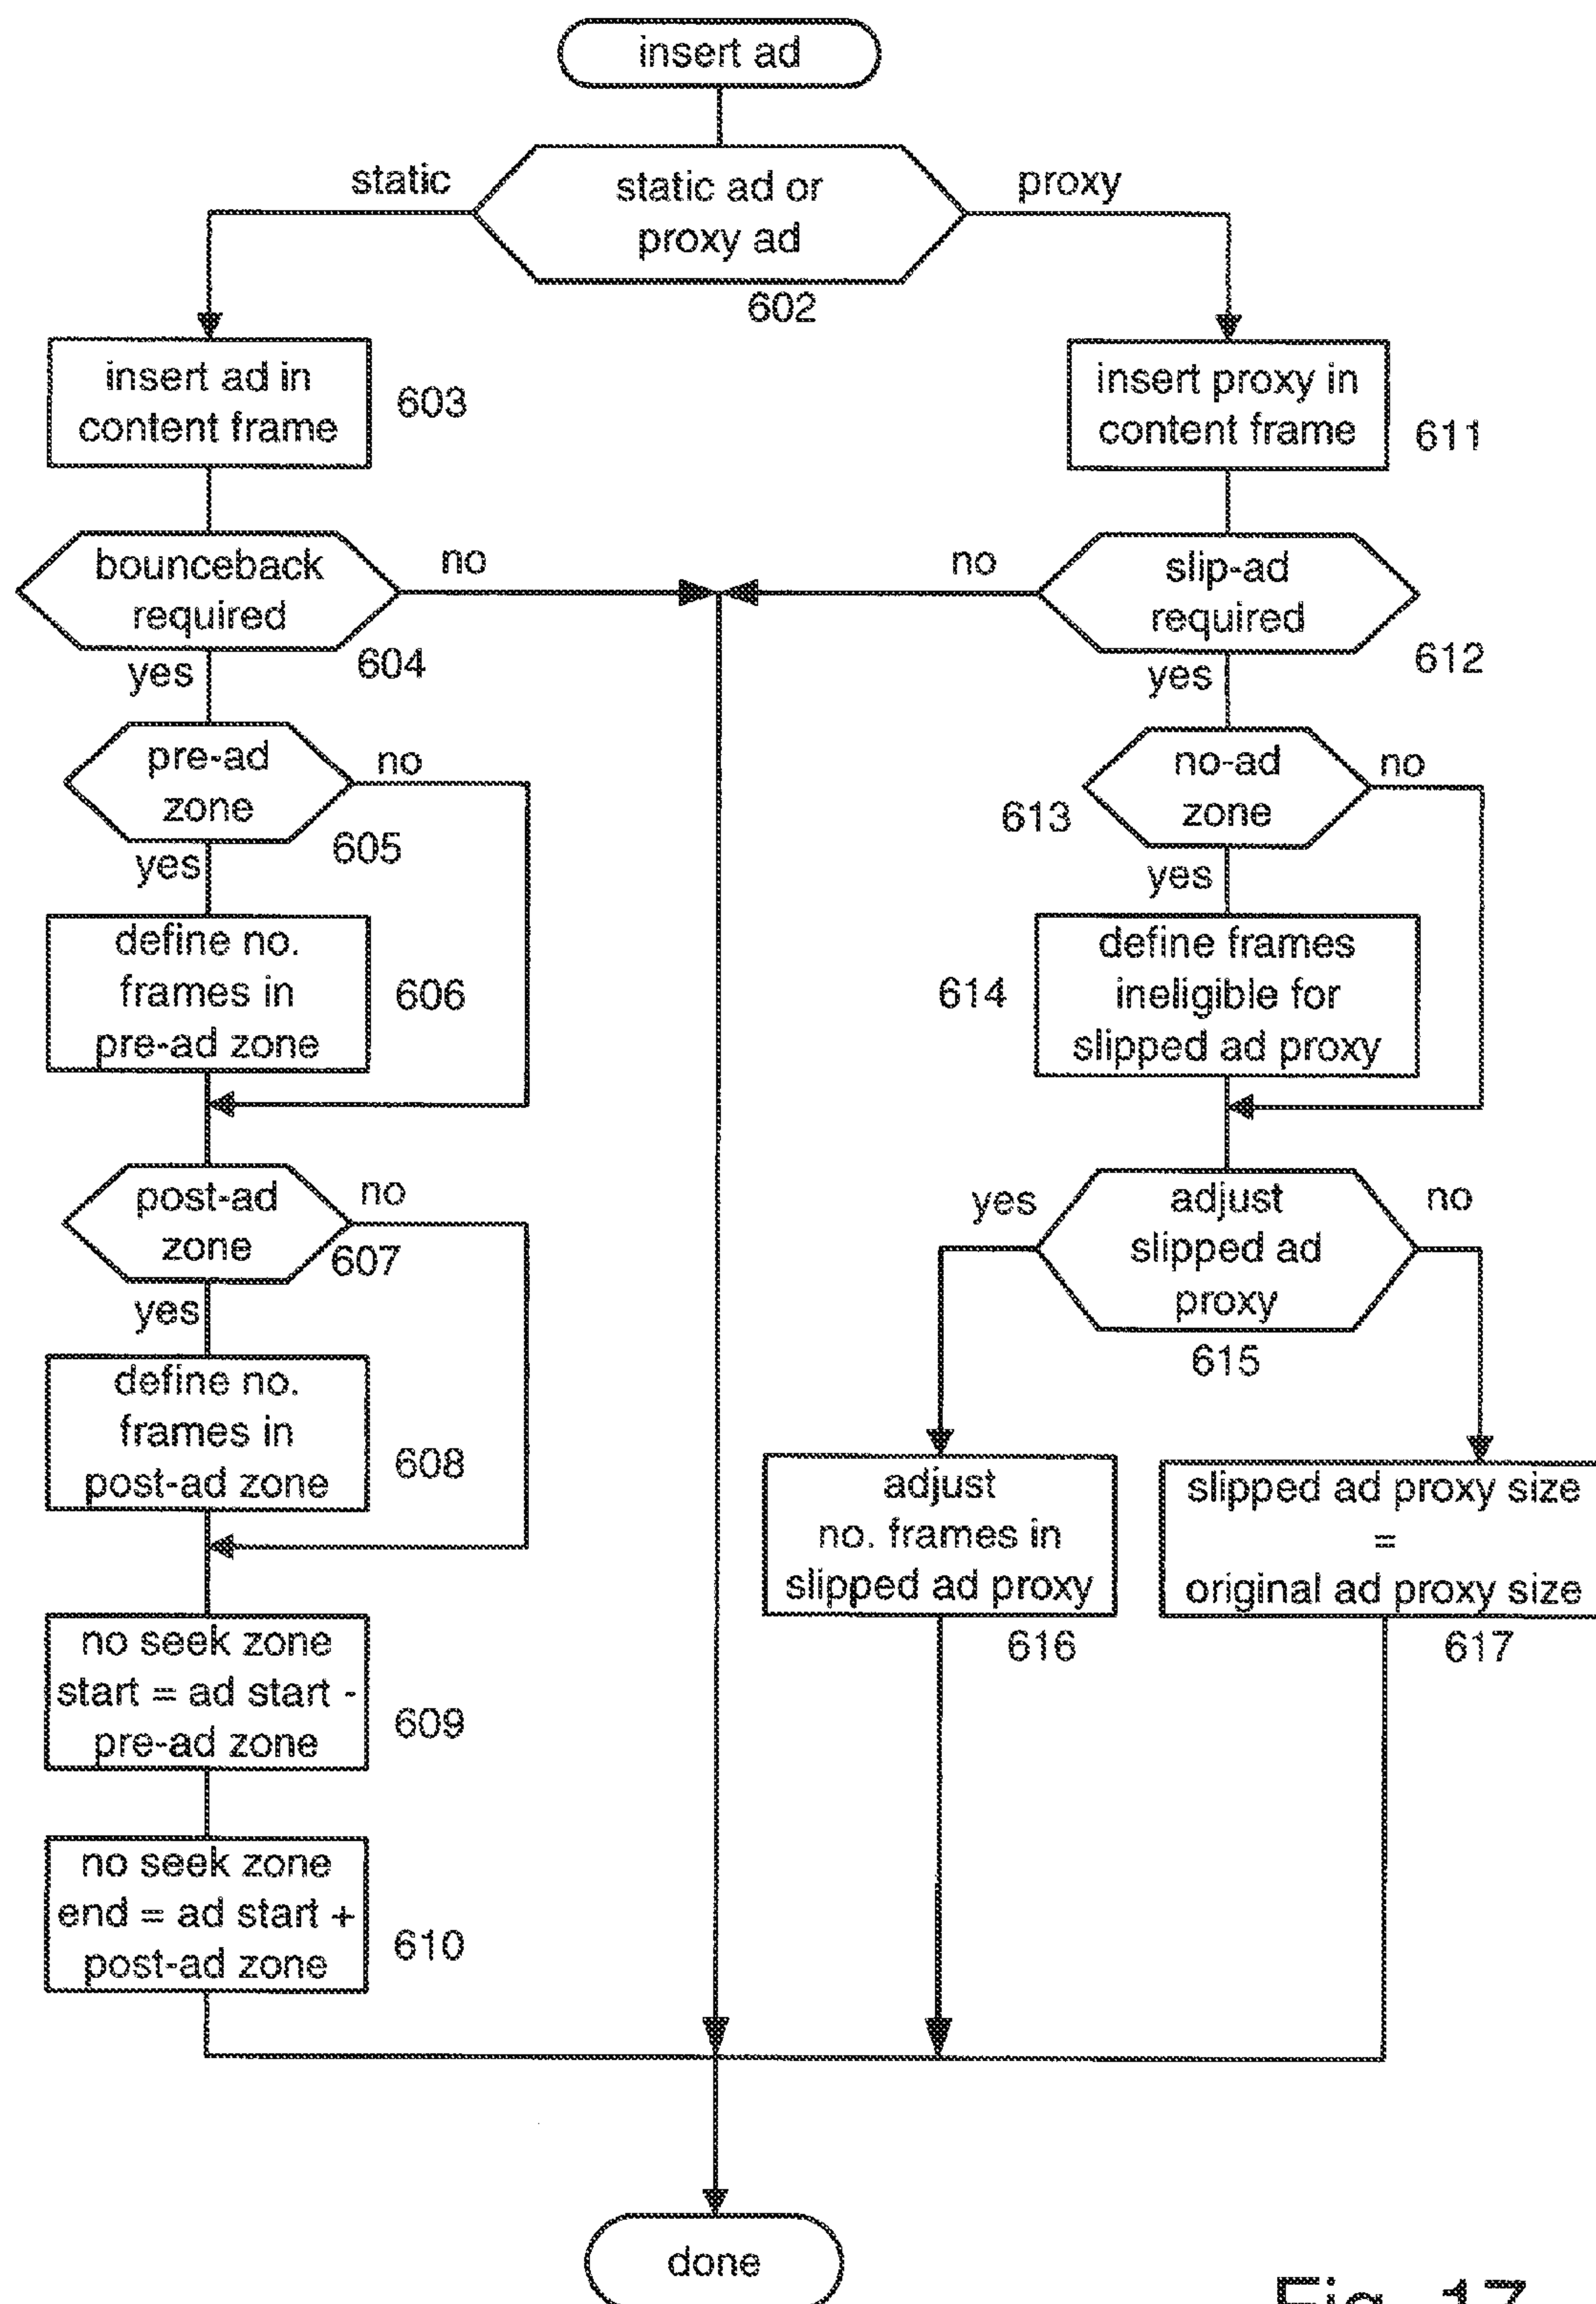 insert ad
static
static ad or
proxy ad
proxy
602
insert ad in
content frame
603
insert proxy in
content frame
611
bounceback
required
no
604
yes
no
slip-ad
required
612
yes
pre-ad
zone
no
605
yes
no-ad
zone
no
613
yes
define no.
frames in
pre-ad zone
606
614
define frames
ineligible for
slipped ad proxy
post-ad
zone
no
607
yes
yes
adjust
slipped ad
proxy
no
615
define no.
frames in
post-ad zone
608
adjust
no. frames in
slipped ad proxy
616
slipped ad proxy size
=
original ad proxy size
617
no seek zone
start = ad start -
pre-ad zone
609
no seek zone
end = ad start +
post-ad zone
610
done
Fig. 17